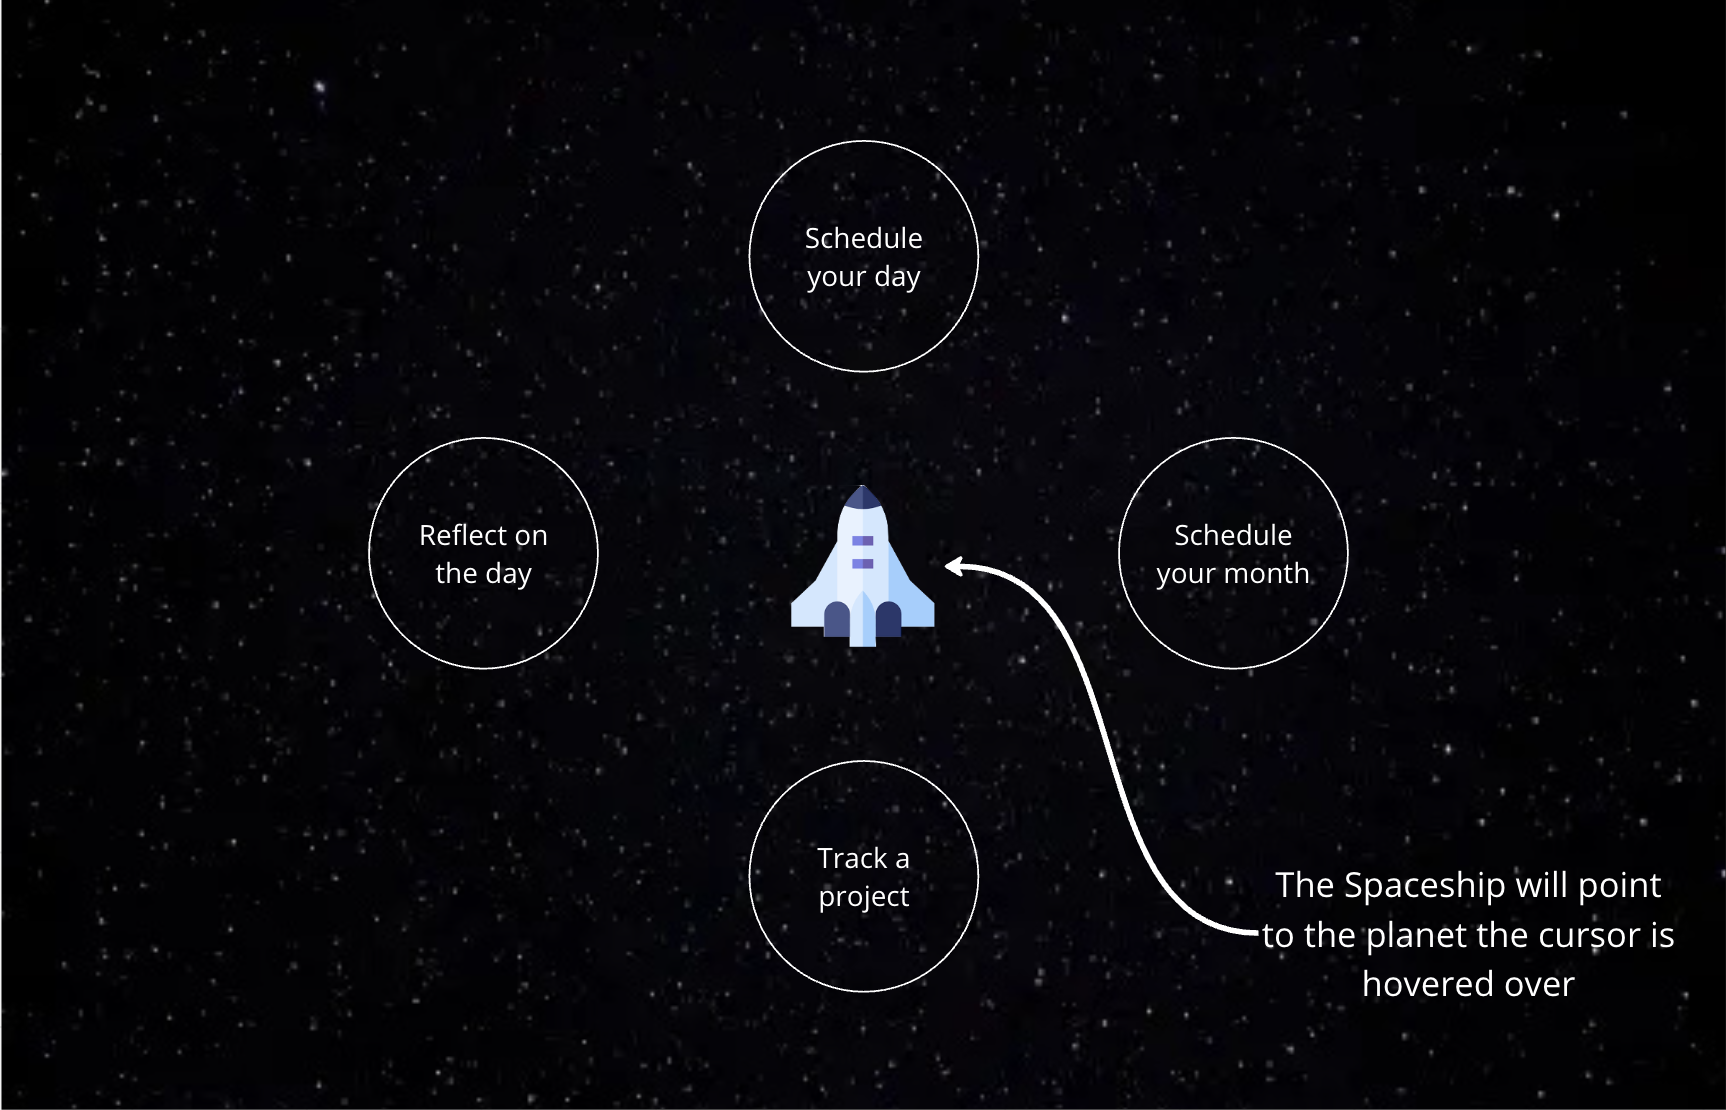 Schedule
your day
Reflect on
the day
Schedule
your month
Track a
project
The Spaceship will point
to the planet the cursor is
hovered over